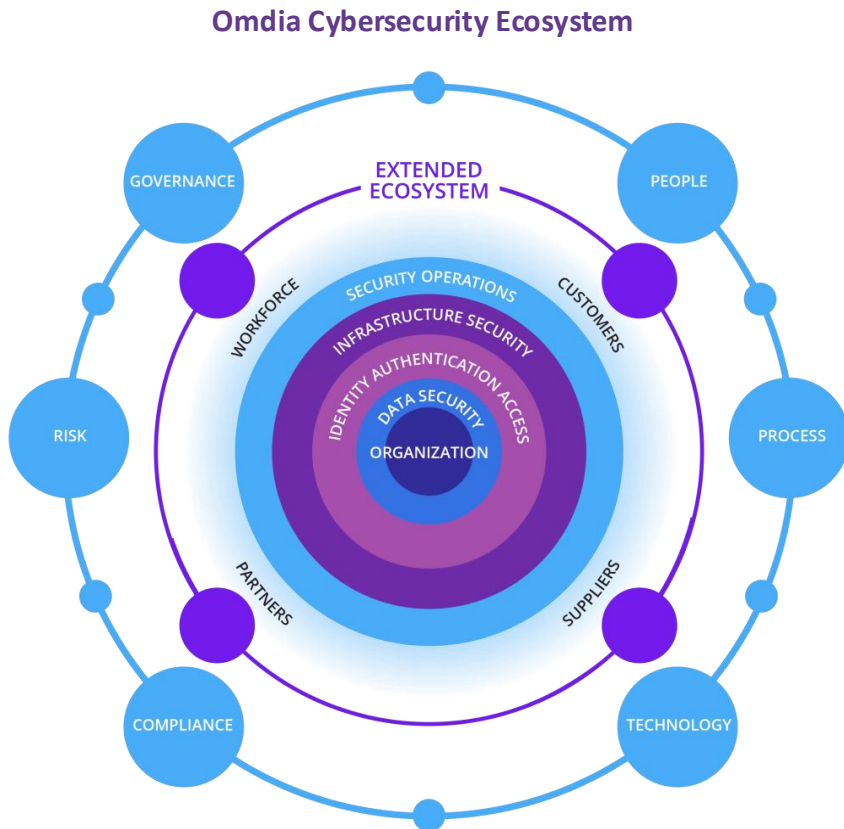 Omdia Cybersecurity Ecosystem
GOVERNANCE
PEOPLE
EXTENDED
ECOSYSTEM
WORKFORCE
CUSTOMERS
SECURITY OPERATIONS
INFRASTRUCTURE SECURITY
IDENTITY AUTHENTICATION ACCESS
DATA SECURITY
ORGANIZATION
RISK
PROCESS
PARTNERS
SUPPLIERS
COMPLIANCE
TECHNOLOGY